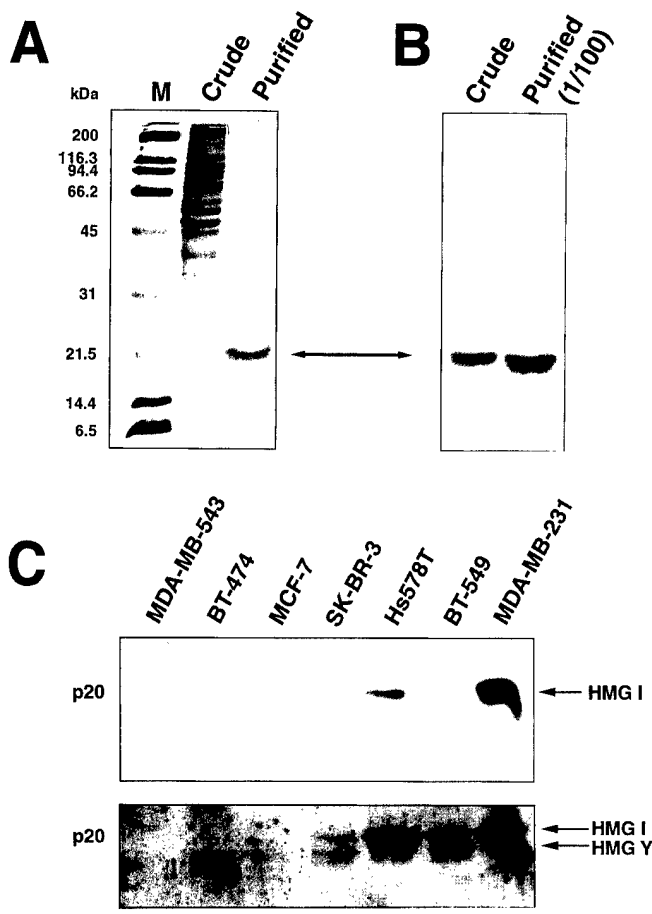 A
kDa
M
Crude
Purified
200
116.3
94.4
66.2
45
31
21.5
14.4
6.5
B
Crude
Purified
(1/100)
C
MDA-MB-543
BT-474
MCF-7
SK-BR-3
Hs578T
BT-549
MDA-MB-231
p20
HMG I
p20
HMG I
HMG Y